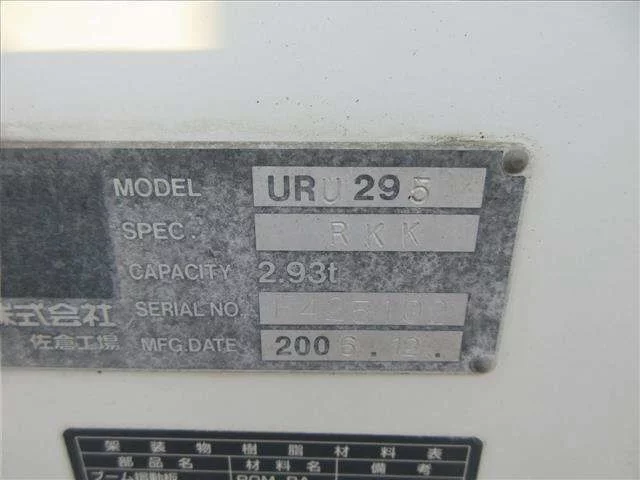 MODEL URU295
SPEC. RKK
CAPACITY 2.93t
株式会社 SERIAL NO.
佐倉工場 MFG.DATE 2006.12.
架装物樹脂材料表
部品名 材料名 備考